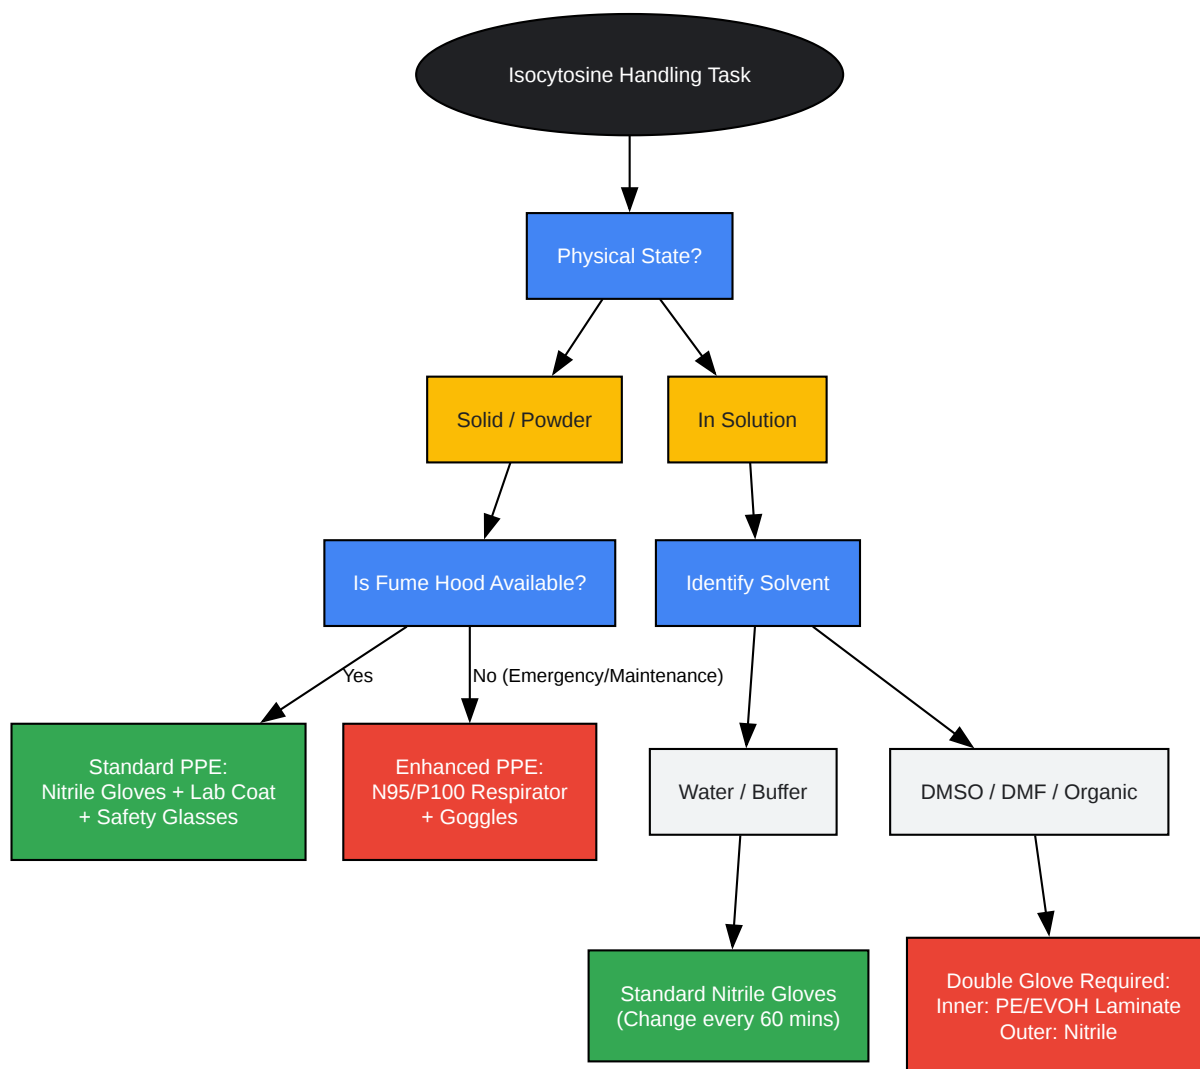 Isocytosine Handling Task
Physical State?
Solid / Powder
In Solution
Is Fume Hood Available?
Identify Solvent
Yes
No (Emergency/Maintenance)
Standard PPE:
Nitrile Gloves + Lab Coat
+ Safety Glasses
Enhanced PPE:
N95/P100 Respirator
+ Goggles
Water / Buffer
DMSO / DMF / Organic
Standard Nitrile Gloves
(Change every 60 mins)
Double Glove Required:
Inner: PE/EVOH Laminate
Outer: Nitrile